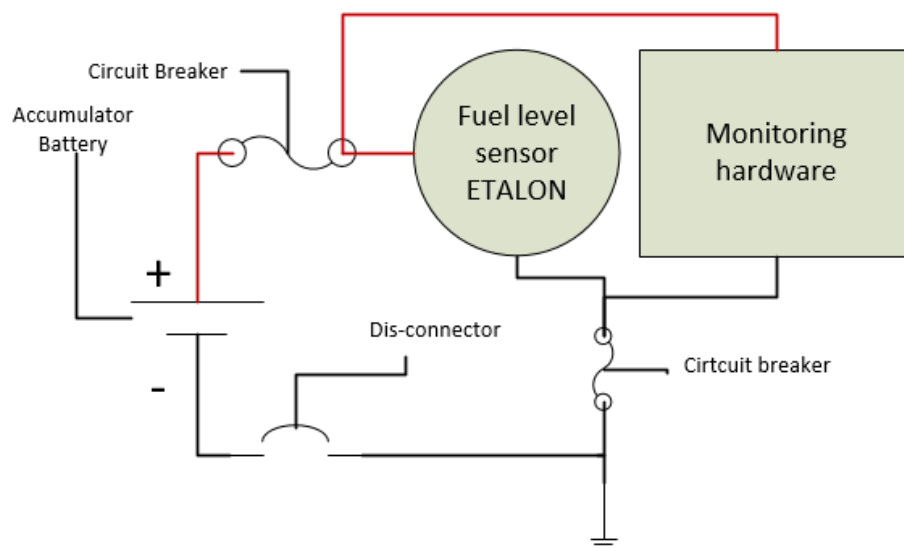 Circuit Breaker
Accumulator
Battery
Fuel level
sensor
ETALON
Monitoring
hardware
+
-
Dis-connector
Cirtcuit breaker